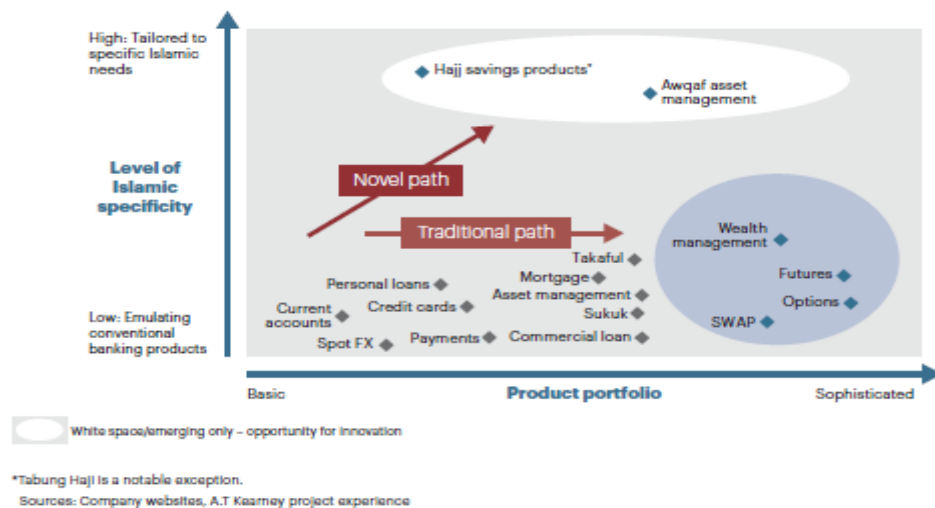 High: Tailored to
specific Islamic
needs
Hajj savings products*
Awqaf asset
management
Level of
Islamic
specificity
Novel path
Traditional path
Wealth
management
Takaful
Mortgage
Futures
Personal loans
Asset management
Options
Current
accounts
Credit cards
Sukuk
SWAP
Low: Emulating
conventional
banking products
Spot FX
Payments
Commercial loan
Basic
Product portfolio
Sophisticated
White space/emerging only – opportunity for innovation
*Tabung Haji is a notable exception.
Sources: Company websites, A.T Kearney project experience